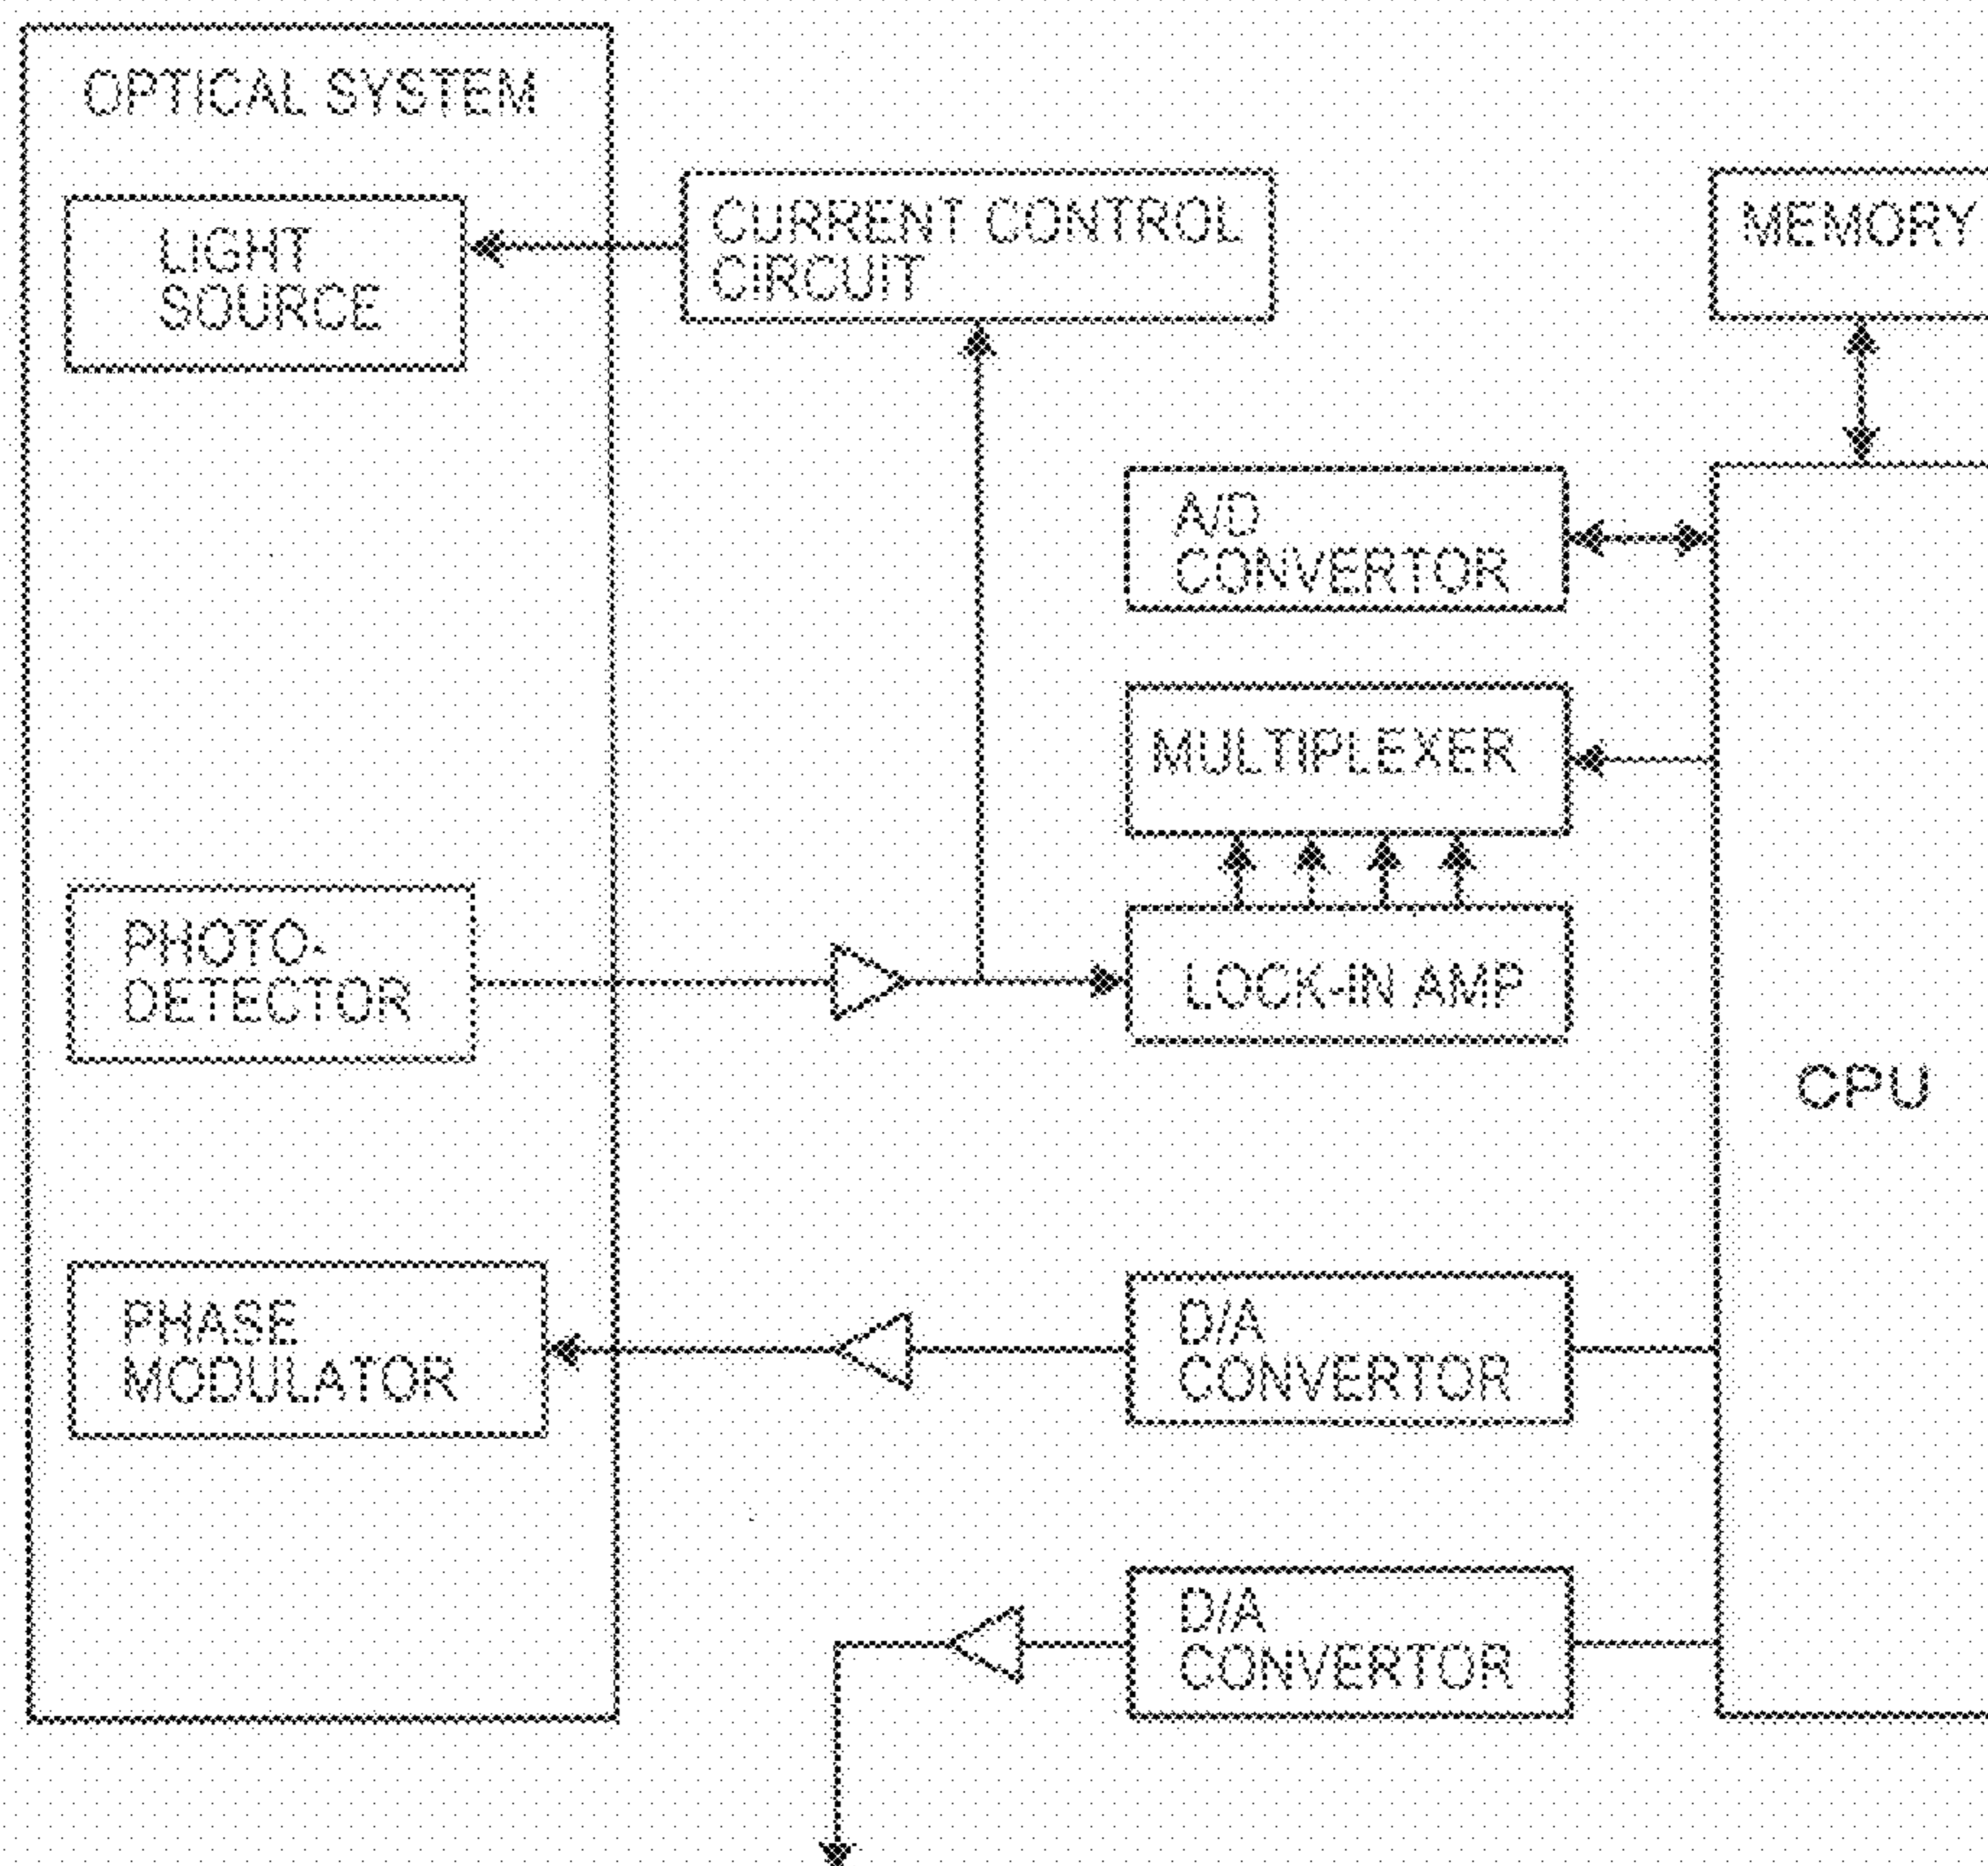 OPTICAL SYSTEM
LIGHT
SOURCE
CURRENT CONTROL
CIRCUIT
MEMORY
A/D
CONVERTOR
MULTIPLEXER
PHOTO-
DETECTOR
LOCK-IN AMP
CPU
PHASE
MODULATOR
D/A
CONVERTOR
D/A
CONVERTOR